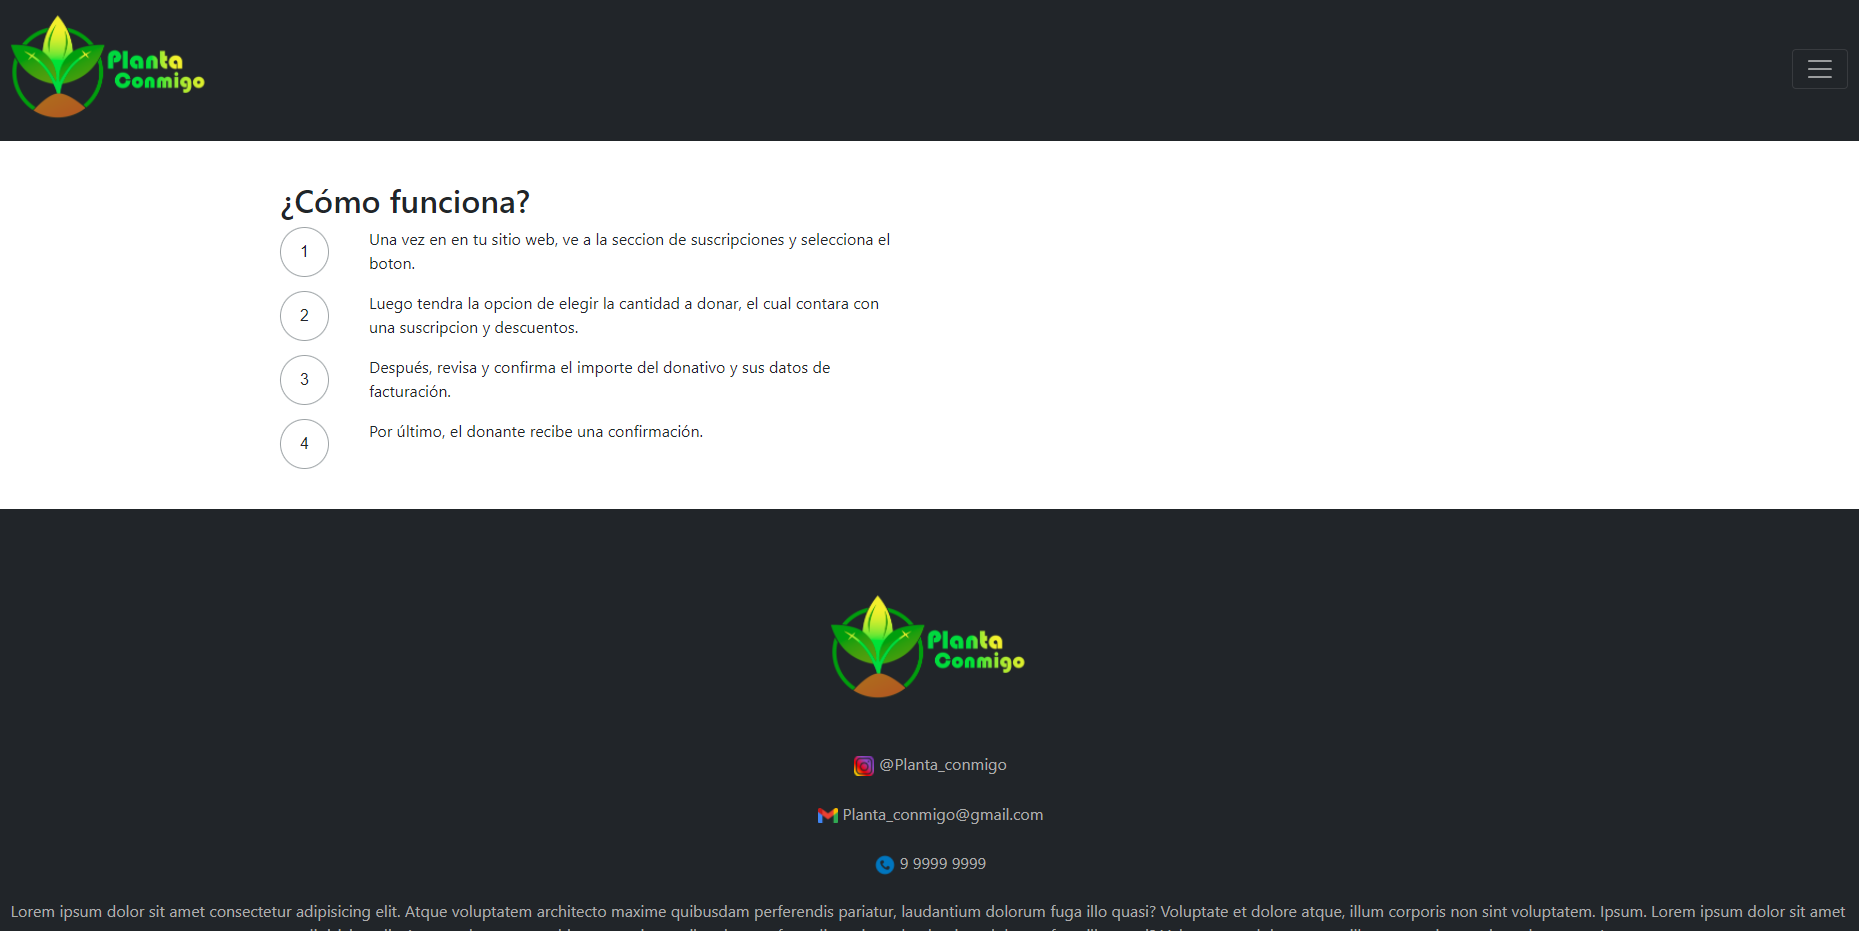 Planta
Conmigo
¿Cómo funciona?
1
Una vez en en tu sitio web, ve a la seccion de suscripciones y selecciona el
boton.
2
Luego tendra la opcion de elegir la cantidad a donar, el cual contara con
una suscripcion y descuentos.
3
Después, revisa y confirma el importe del donativo y sus datos de
facturación.
4
Por último, el donante recibe una confirmación.
Planta
Conmigo
@Planta_conmigo
Planta_conmigo@gmail.com
9 9999 9999
Lorem ipsum dolor sit amet consectetur adipisicing elit. Atque voluptatem architecto maxime quibusdam perferendis pariatur, laudantium dolorum fuga illo quasi? Voluptate et dolore atque, illum corporis non sint voluptatem. Ipsum. Lorem ipsum dolor sit amet